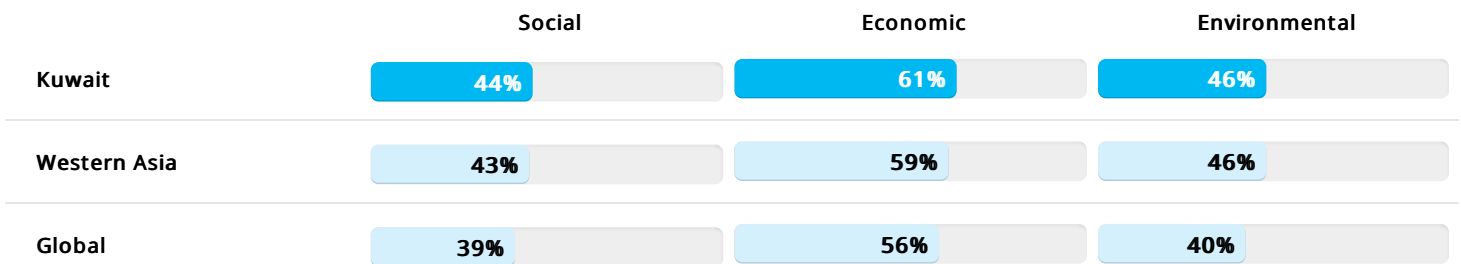 Social Economic Environmental
Kuwait 44% 61% 46%
Western Asia 43% 59% 46%
Global 39% 56% 40%